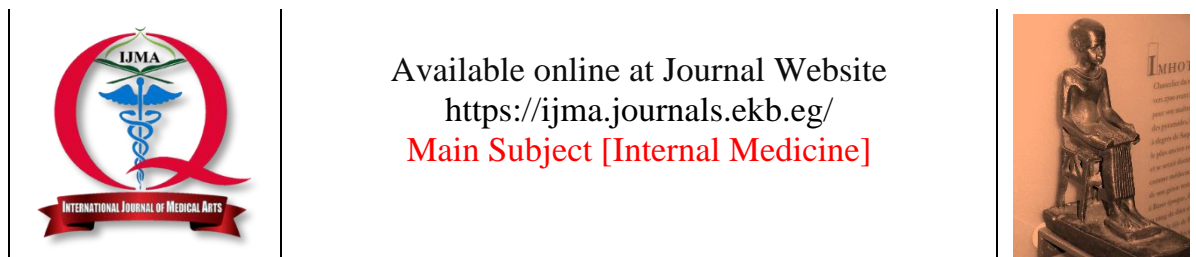 IJMA
INTERNATIONAL JOURNAL OF MEDICAL ARTS
Available online at Journal Website
https://ijma.journals.ekb.eg/
Main Subject [Internal Medicine]
IMHOT